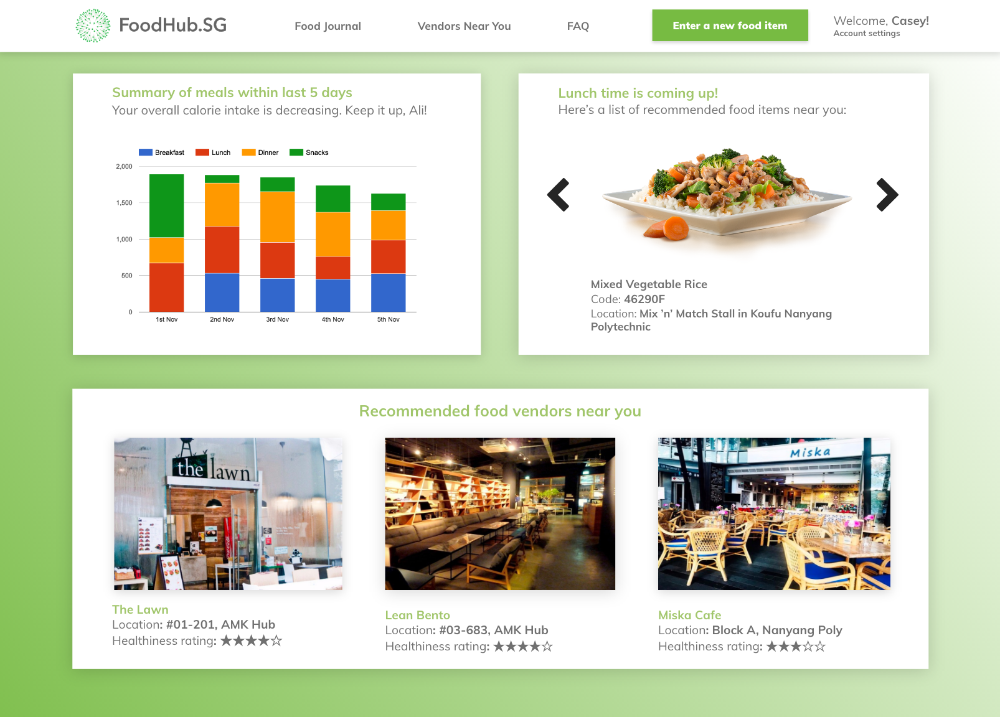 FoodHub.SG
Food Journal
Vendors Near You
FAQ
Enter a new food item
Welcome, Casey!
Account settings
Summary of meals within last 5 days
Your overall calorie intake is decreasing. Keep it up, Ali!
Breakfast
Lunch
Dinner
Snacks
2,000
1,500
1,000
500
0
1st Nov
2nd Nov
3rd Nov
4th Nov
5th Nov
Lunch time is coming up!
Here’s a list of recommended food items near you:
Mixed Vegetable Rice
Code: 46290F
Location: Mix ’n’ Match Stall in Koufu Nanyang
Polytechnic
Recommended food vendors near you
the lawn
Miska
The Lawn
Location: #01-201, AMK Hub
Healthiness rating: ★★★★☆
Lean Bento
Location: #03-683, AMK Hub
Healthiness rating: ★★★★☆
Miska Cafe
Location: Block A, Nanyang Poly
Healthiness rating: ★★★☆☆